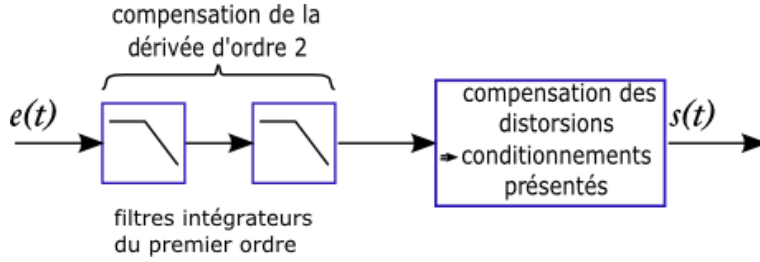 compensation de la
dérivée d'ordre 2
e(t)
compensation des
distorsions
➩ conditionnements
présentés
s(t)
filtres intégrateurs
du premier ordre